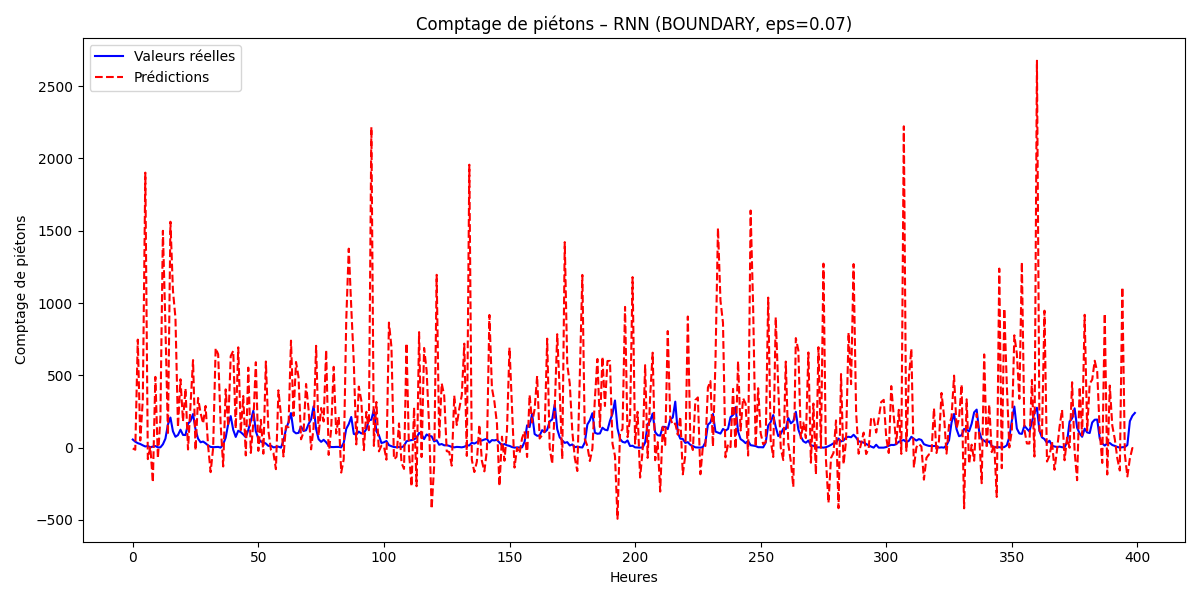 Comptage de piétons – RNN (BOUNDARY, eps=0.07)
Valeurs réelles
Prédictions
Comptage de piétons
2500
2000
1500
1000
500
0
−500
0 50 100 150 200 250 300 350 400
Heures